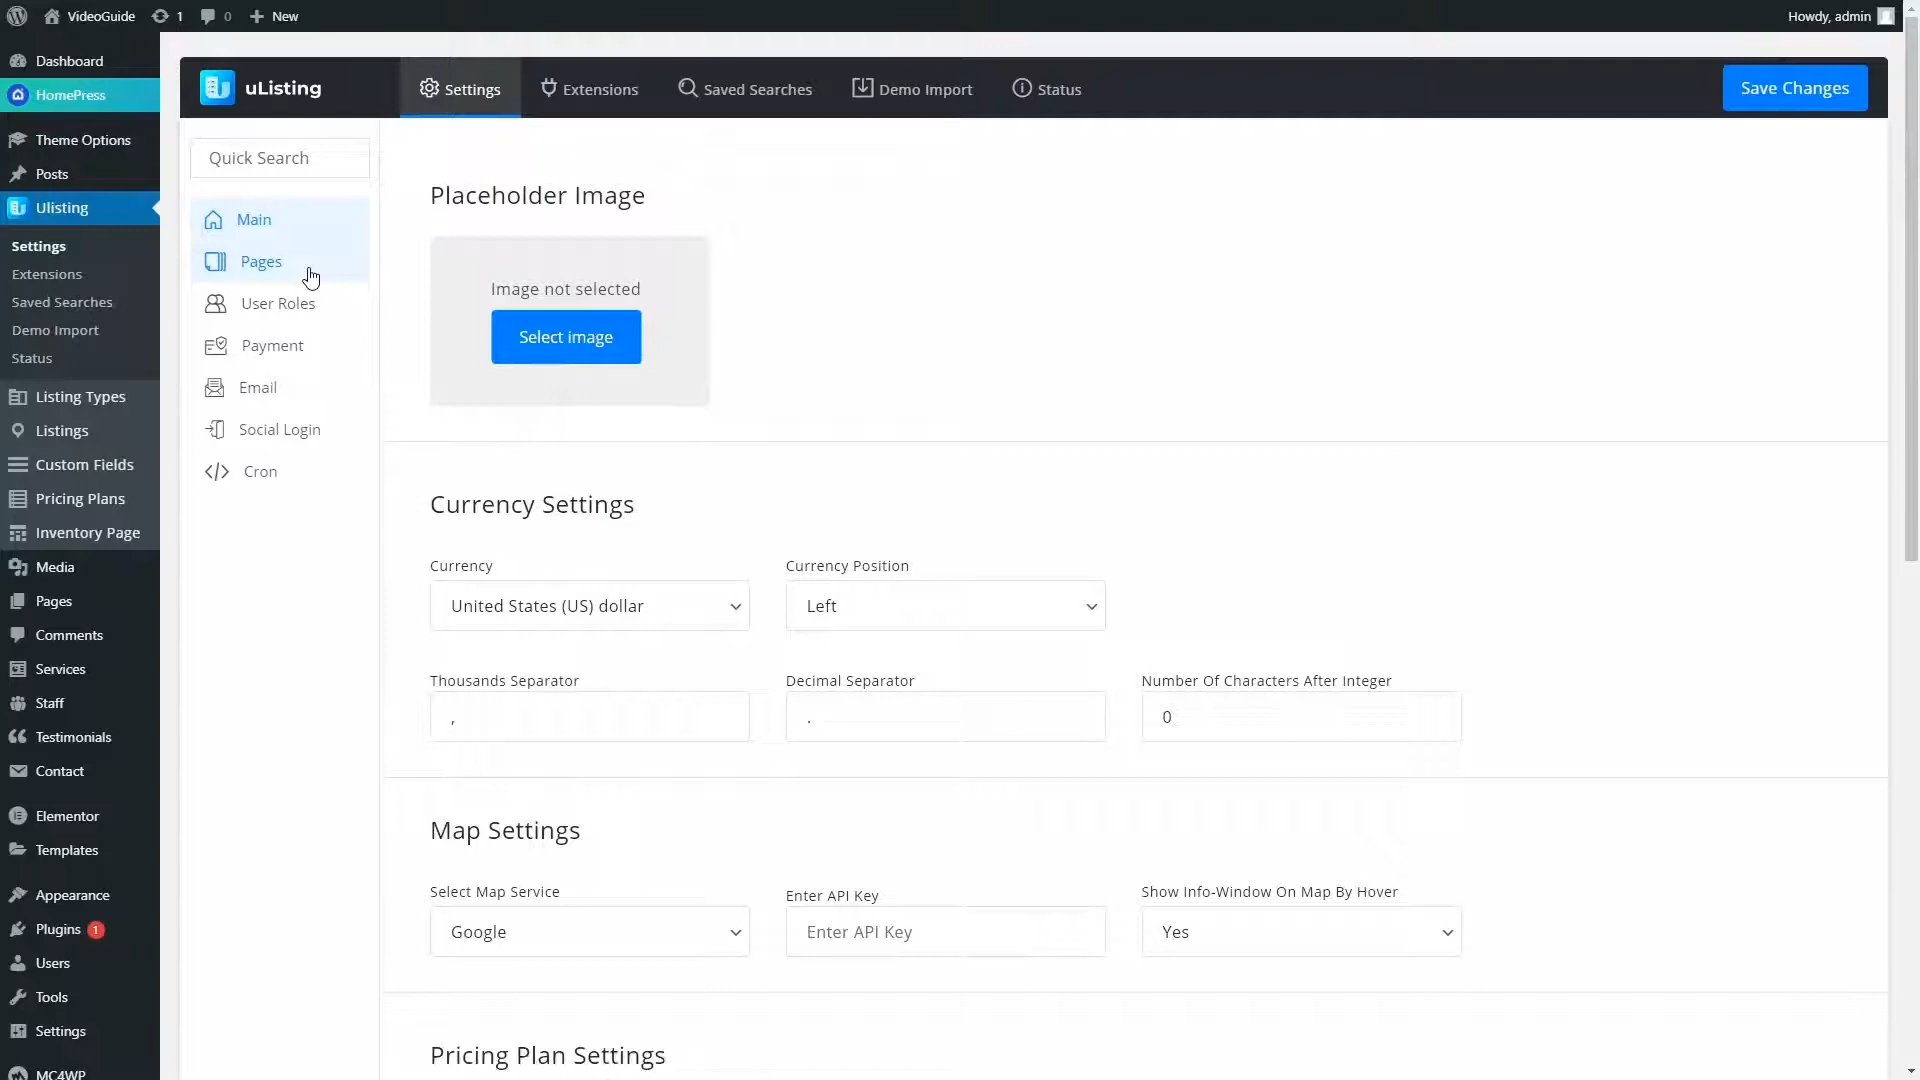 VideoGuide
1
0
New
Howdy, admin
Dashboard
HomePress
Theme Options
Posts
Ulisting
Settings
Extensions
Saved Searches
Demo Import
Status
Listing Types
Listings
Custom Fields
Pricing Plans
Inventory Page
Media
Pages
Comments
Services
Staff
Testimonials
Contact
Elementor
Templates
Appearance
Plugins 1
Users
Tools
Settings
MC4WP
uListing
Settings
Extensions
Saved Searches
Demo Import
Status
Save Changes
Quick Search
Main
Pages
User Roles
Payment
Email
Social Login
Cron
Placeholder Image
Image not selected
Select image
Currency Settings
Currency
Currency Position
United States (US) dollar
Left
Thousands Separator
Decimal Separator
Number Of Characters After Integer
,
.
0
Map Settings
Select Map Service
Enter API Key
Show Info-Window On Map By Hover
Google
Enter API Key
Yes
Pricing Plan Settings